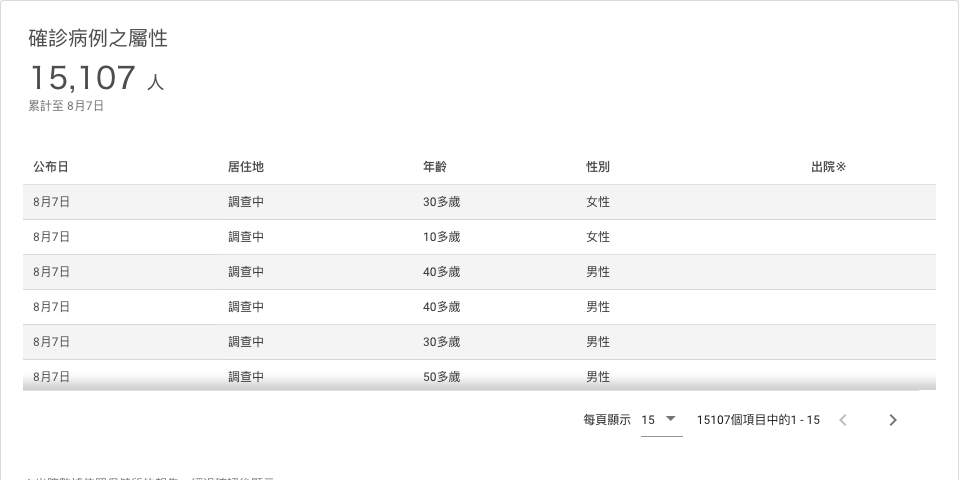 確診病例之屬性
15,107 人
累計至 8月7日
公布日 居住地 年齡 性別 出院※
8月7日 調查中 30多歲 女性
8月7日 調查中 10多歲 女性
8月7日 調查中 40多歲 男性
8月7日 調查中 40多歲 男性
8月7日 調查中 30多歲 男性
8月7日 調查中 50多歲 男性
每頁顯示 15 15107個項目中的1 - 15